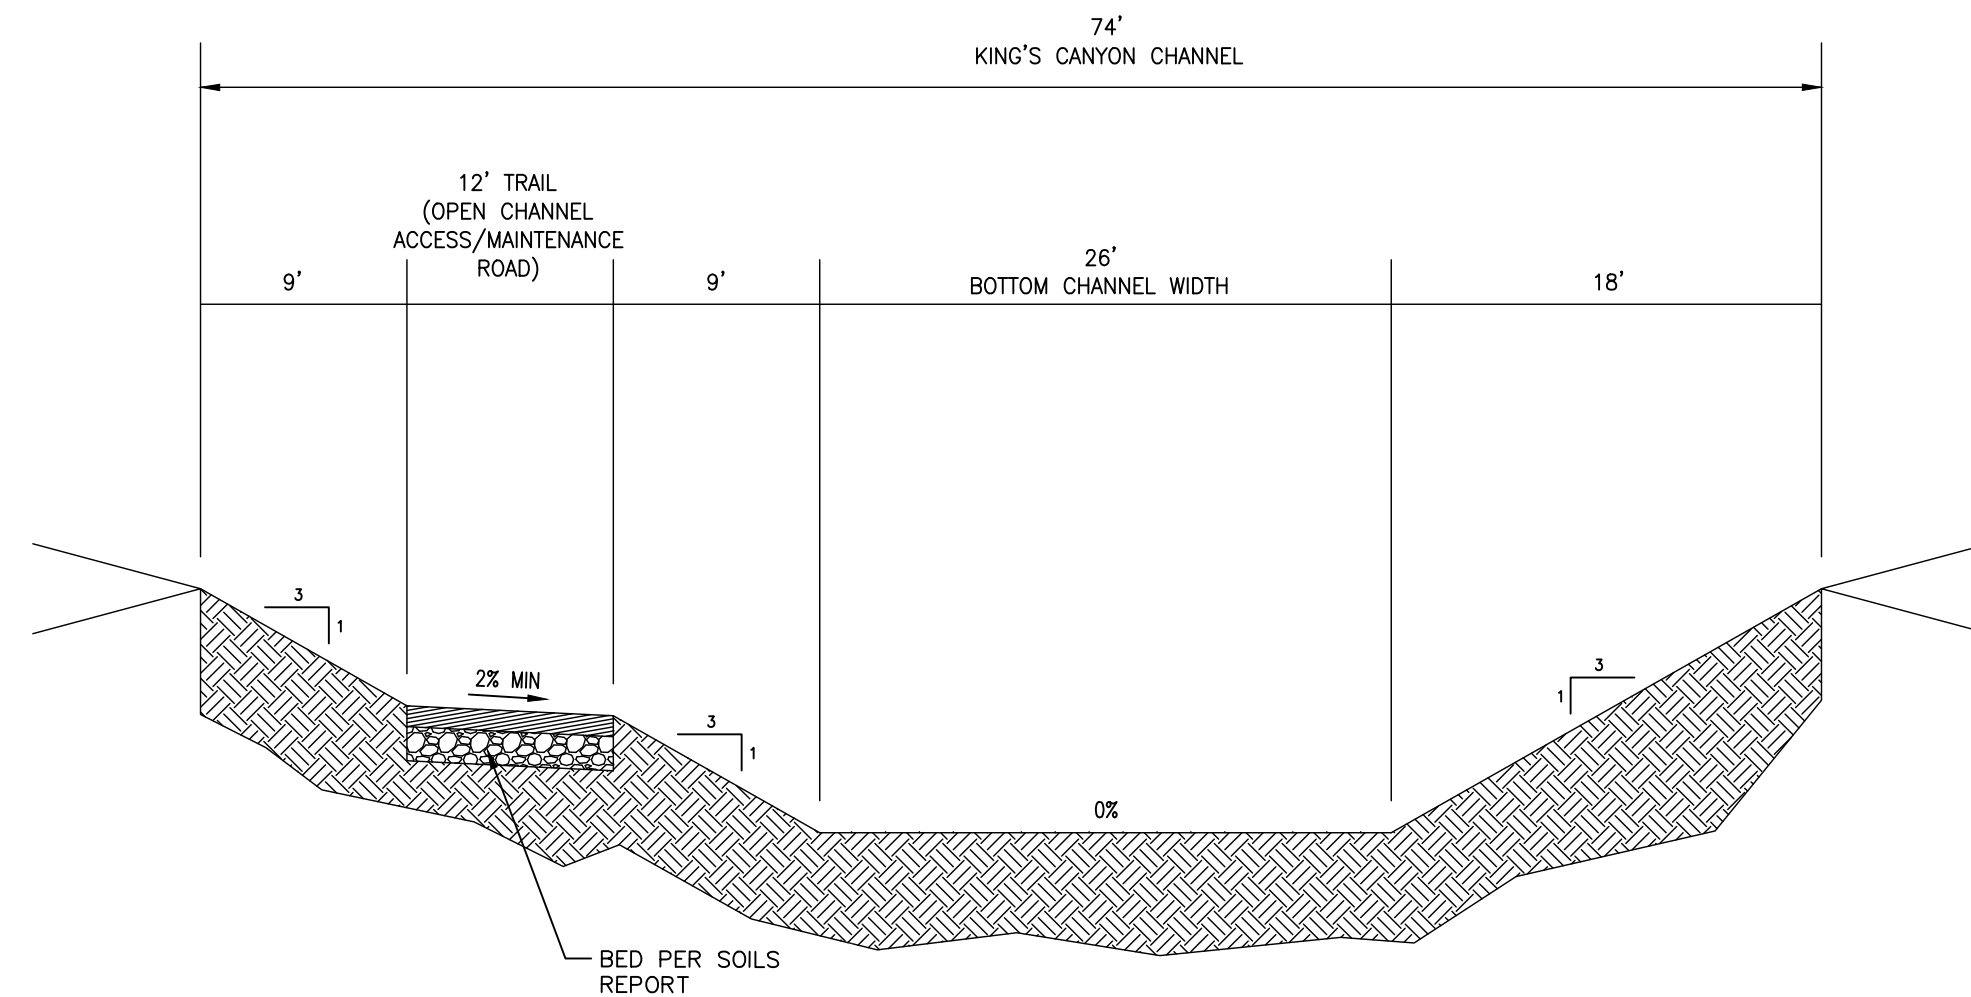 74'
KING'S CANYON CHANNEL
12' TRAIL
(OPEN CHANNEL
ACCESS/MAINTENANCE
ROAD)
9'
9'
26'
BOTTOM CHANNEL WIDTH
18'
3
1
2% MIN
3
1
0%
3
1
BED PER SOILS
REPORT